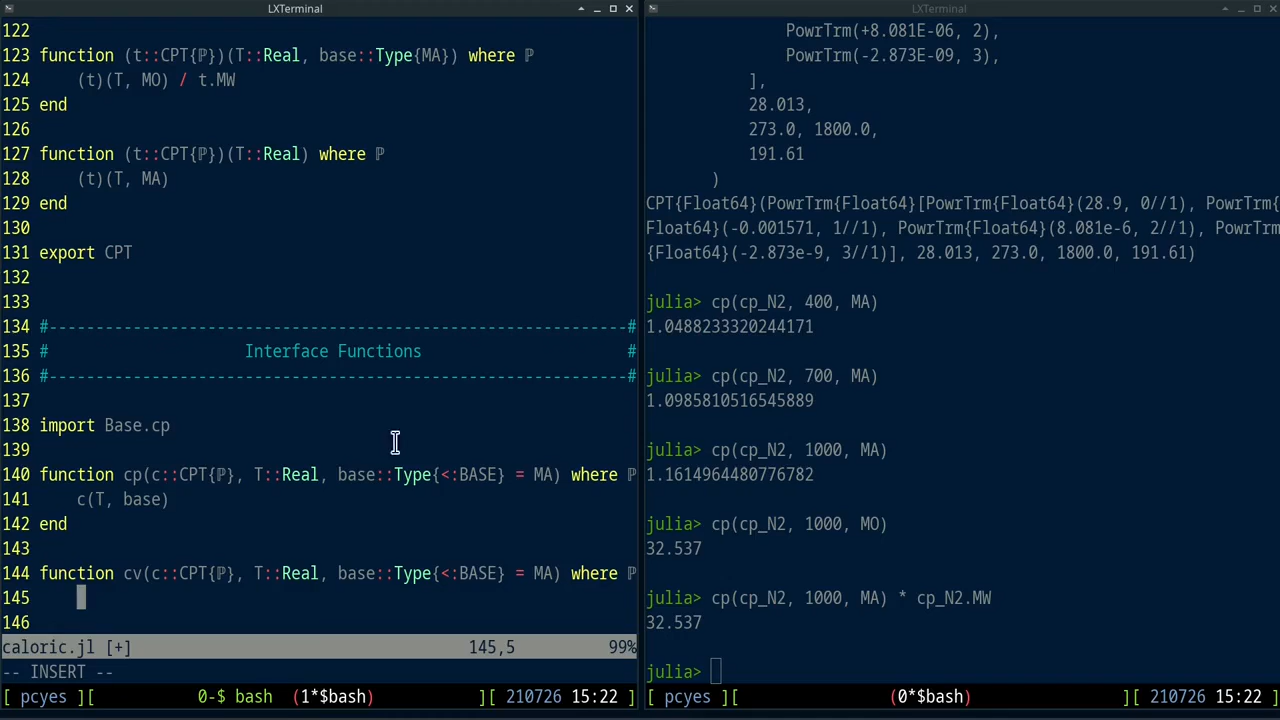 LXTerminal
122
123 function (t::CPT{ℙ})(T::Real, base::Type{MA}) where ℙ
124     (t)(T, MO) / t.MW
125 end
126
127 function (t::CPT{ℙ})(T::Real) where ℙ
128     (t)(T, MA)
129 end
130
131 export CPT
132
133
134 #---------------------------------------------------------------#
135 #                      Interface Functions                      #
136 #---------------------------------------------------------------#
137
138 import Base.cp
139
140 function cp(c::CPT{ℙ}, T::Real, base::Type{<:BASE} = MA) where ℙ
141     c(T, base)
142 end
143
144 function cv(c::CPT{ℙ}, T::Real, base::Type{<:BASE} = MA) where ℙ
145
146
caloric.jl [+] 145,5 99%
-- INSERT --
[ pcyes ][ 0-$ bash (1*$bash) ][ 210726 15:22 ]
LXTerminal
PowrTrm(+8.081E-06, 2),
PowrTrm(-2.873E-09, 3),
],
28.013,
273.0, 1800.0,
191.61
)
CPT{Float64}(PowrTrm{Float64}[PowrTrm{Float64}(28.9, 0//1), PowrTrm{
Float64}(-0.001571, 1//1), PowrTrm{Float64}(8.081e-6, 2//1), PowrTrm
{Float64}(-2.873e-9, 3//1)], 28.013, 273.0, 1800.0, 191.61)
julia> cp(cp_N2, 400, MA)
1.0488233320244171
julia> cp(cp_N2, 700, MA)
1.0985810516545889
julia> cp(cp_N2, 1000, MA)
1.1614964480776782
julia> cp(cp_N2, 1000, MO)
32.537
julia> cp(cp_N2, 1000, MA) * cp_N2.MW
32.537
julia>
[ pcyes ][ (0*$bash) ][ 210726 15:22 ]